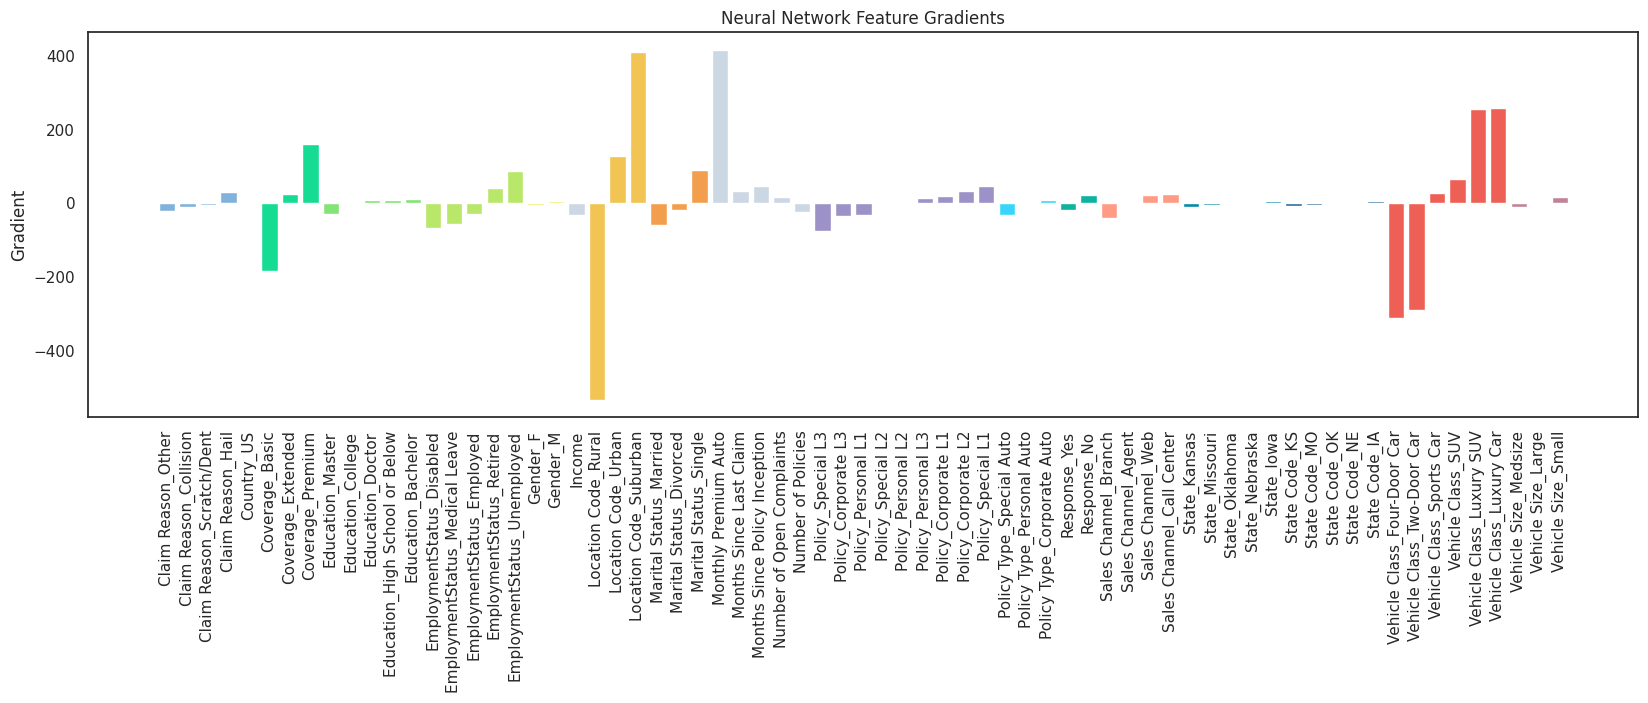 Neural Network Feature Gradients
400
200
0
−200
−400
Gradient
Claim Reason_Other
Claim Reason_Collision
Claim Reason_Scratch/Dent
Claim Reason_Hail
Country_US
Coverage_Basic
Coverage_Extended
Coverage_Premium
Education_Master
Education_College
Education_Doctor
Education_High School or Below
Education_Bachelor
EmploymentStatus_Disabled
EmploymentStatus_Medical Leave
EmploymentStatus_Employed
EmploymentStatus_Retired
EmploymentStatus_Unemployed
Gender_F
Gender_M
Income
Location Code_Rural
Location Code_Urban
Location Code_Suburban
Marital Status_Married
Marital Status_Divorced
Marital Status_Single
Monthly Premium Auto
Months Since Last Claim
Months Since Policy Inception
Number of Open Complaints
Number of Policies
Policy_Special L3
Policy_Corporate L3
Policy_Personal L1
Policy_Special L2
Policy_Personal L2
Policy_Personal L3
Policy_Corporate L1
Policy_Corporate L2
Policy_Special L1
Policy Type_Special Auto
Policy Type_Personal Auto
Policy Type_Corporate Auto
Response_Yes
Response_No
Sales Channel_Branch
Sales Channel_Agent
Sales Channel_Web
Sales Channel_Call Center
State_Kansas
State_Missouri
State_Oklahoma
State_Nebraska
State_Iowa
State Code_KS
State Code_MO
State Code_OK
State Code_NE
State Code_IA
Vehicle Class_Four-Door Car
Vehicle Class_Two-Door Car
Vehicle Class_Sports Car
Vehicle Class_SUV
Vehicle Class_Luxury SUV
Vehicle Class_Luxury Car
Vehicle Size_Medsize
Vehicle Size_Large
Vehicle Size_Small